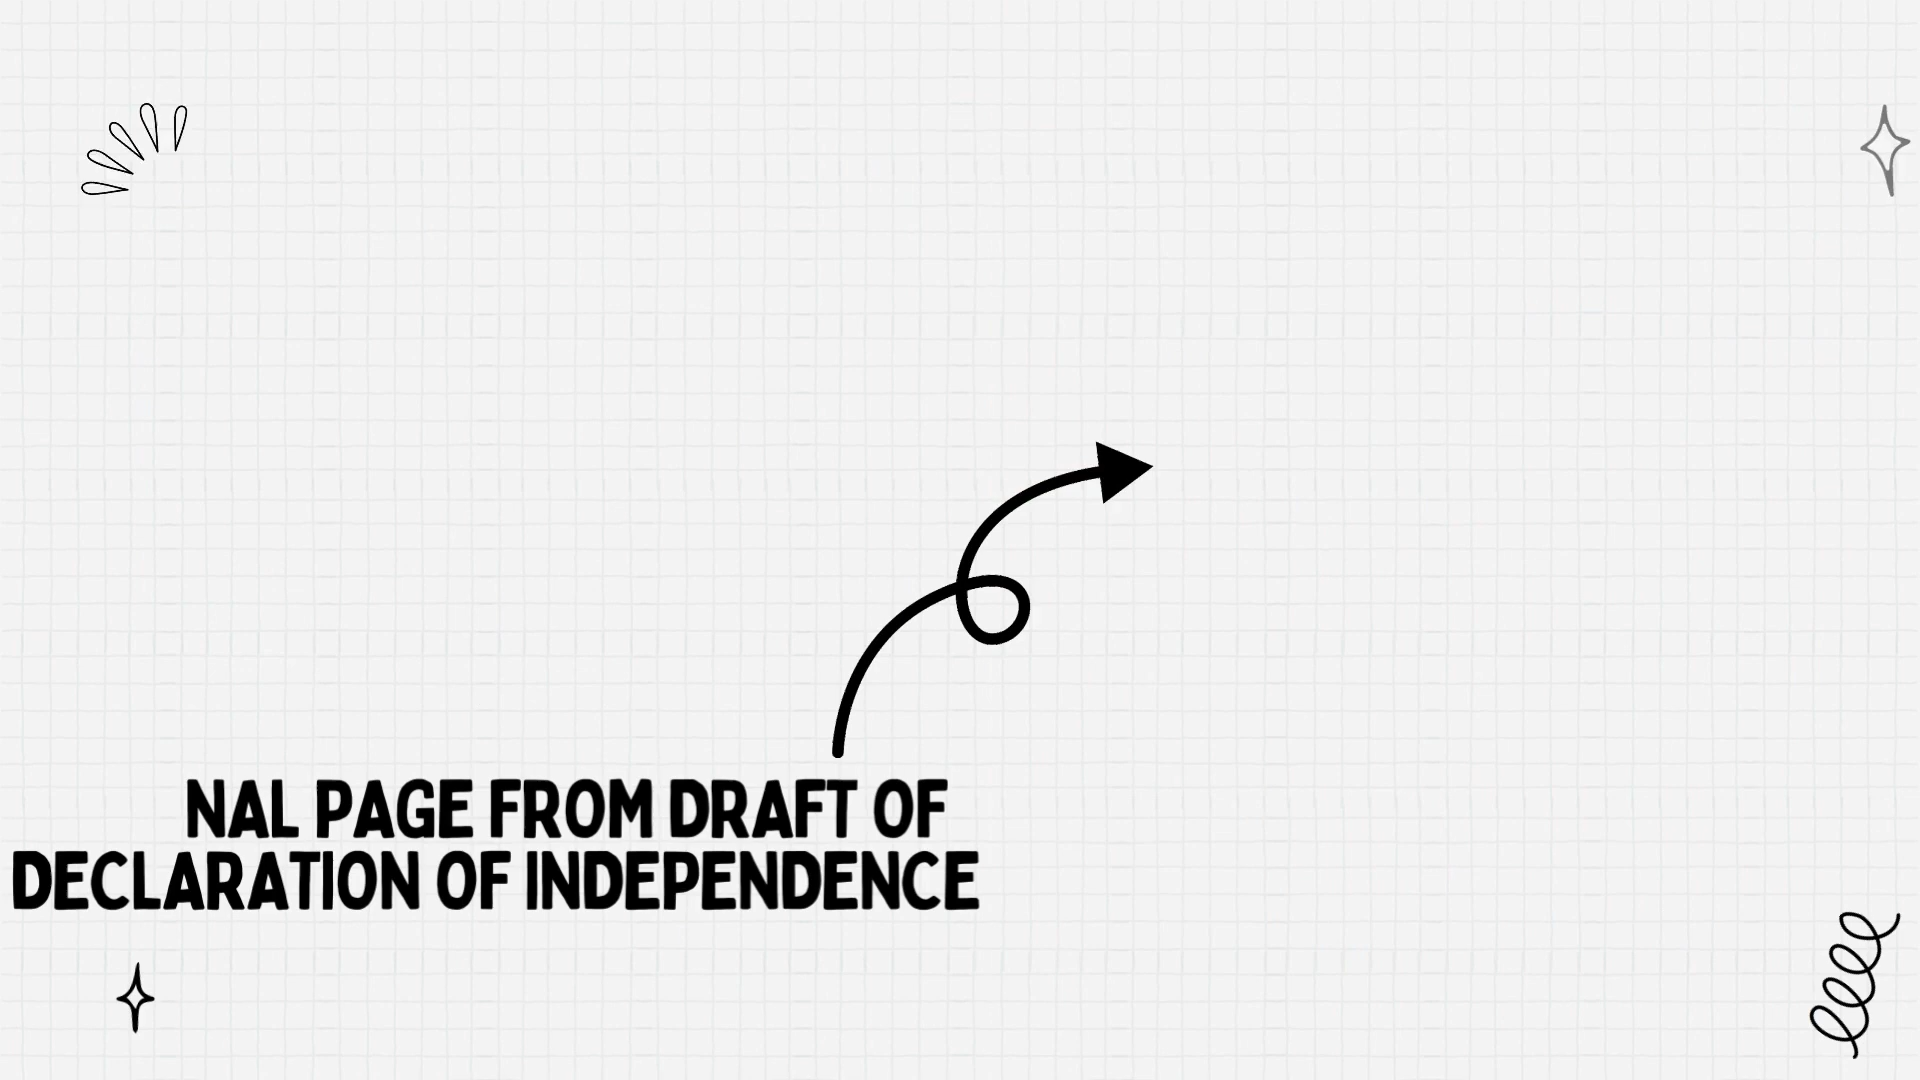 NAL PAGE FROM DRAFT OF
DECLARATION OF INDEPENDENCE